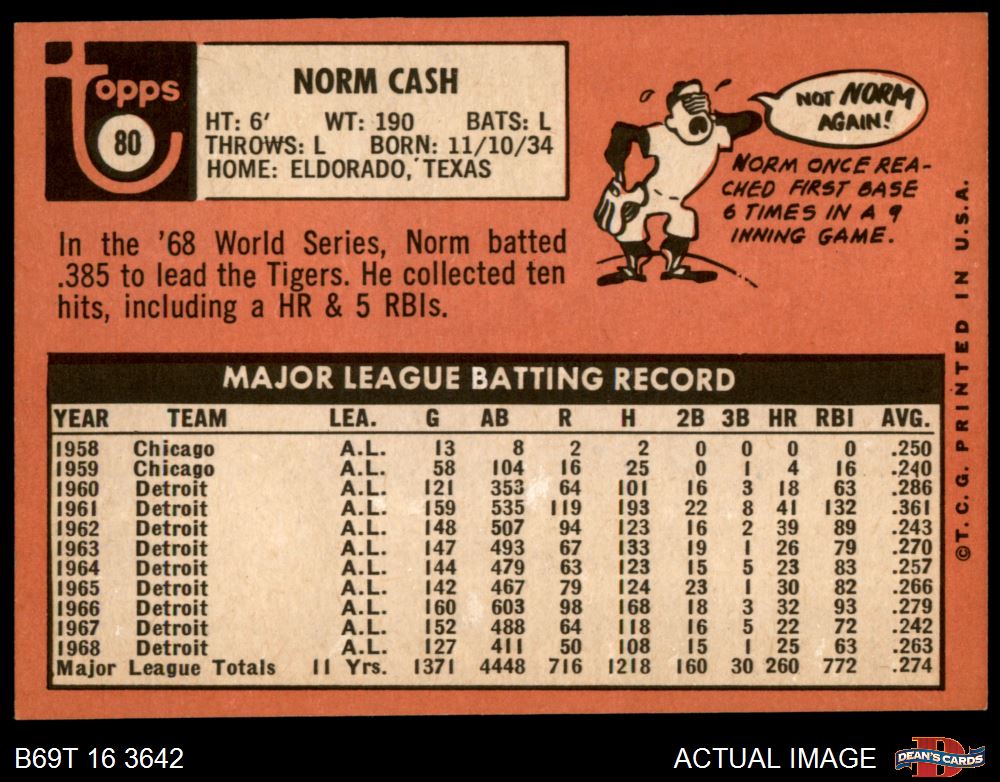 Topps
80
NORM CASH
HT: 6' WT: 190 BATS: L
THROWS: L BORN: 11/10/34
HOME: ELDORADO, TEXAS
NOT NORM
AGAIN!
NORM ONCE REA-
CHED FIRST BASE
6 TIMES IN A 9
INNING GAME.
In the '68 World Series, Norm batted
.385 to lead the Tigers. He collected ten
hits, including a HR & 5 RBIs.
MAJOR LEAGUE BATTING RECORD
YEAR TEAM LEA. G AB R H 2B 3B HR RBI AVG.
1958 Chicago A.L. 13 8 2 2 0 0 0 0 .250
1959 Chicago A.L. 58 104 16 25 0 1 4 16 .240
1960 Detroit A.L. 121 353 64 101 16 3 18 63 .286
1961 Detroit A.L. 159 535 119 193 22 8 41 132 .361
1962 Detroit A.L. 148 507 94 123 16 2 39 89 .243
1963 Detroit A.L. 147 493 67 133 19 1 26 79 .270
1964 Detroit A.L. 144 479 63 123 15 5 23 83 .257
1965 Detroit A.L. 142 467 79 124 23 1 30 82 .266
1966 Detroit A.L. 160 603 98 168 18 3 32 93 .279
1967 Detroit A.L. 152 488 64 118 16 5 22 72 .242
1968 Detroit A.L. 127 411 50 108 15 1 25 63 .263
Major League Totals 11 Yrs. 1371 4448 716 1218 160 30 260 772 .274
©T.C.G. PRINTED IN U.S.A.
B69T 16 3642
ACTUAL IMAGE
D
DEAN'S CARDS